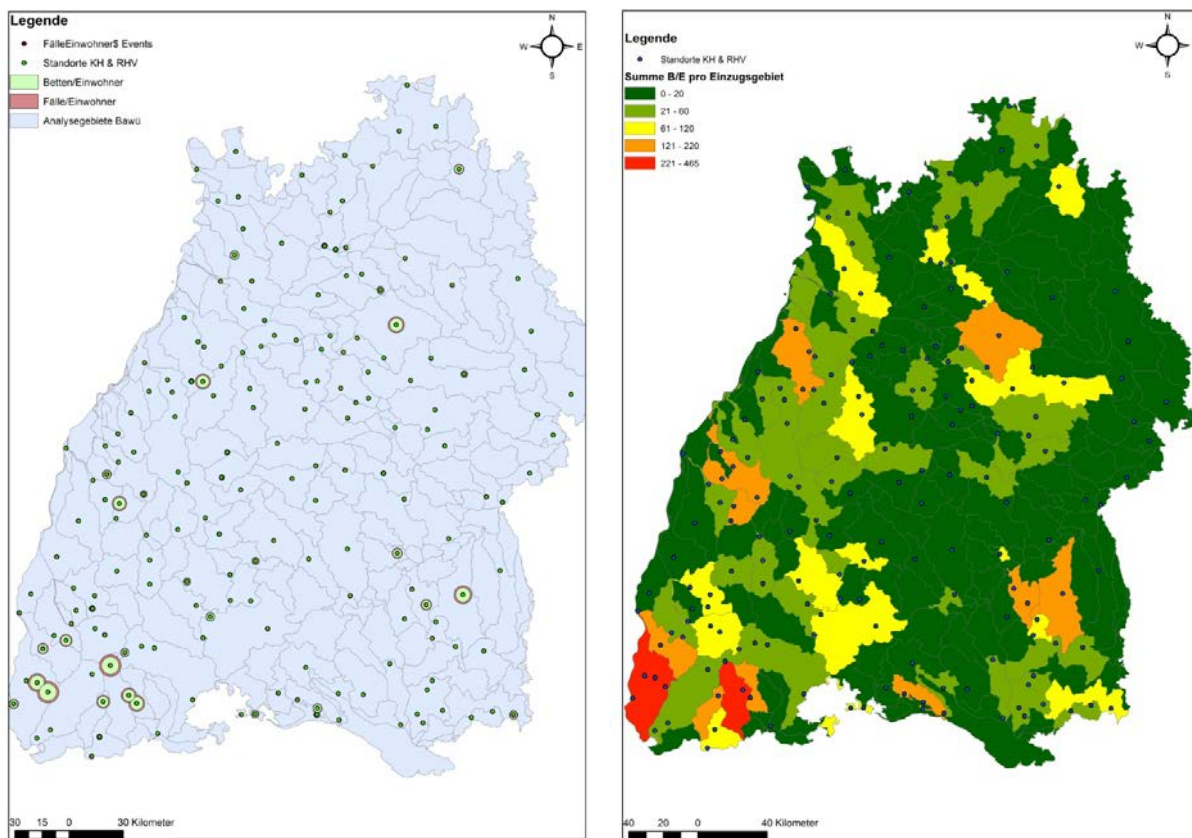 Legende
FälleEinwohner$ Events
Standorte KH & RHV
Betten/Einwohner
Fälle/Einwohner
Analysegebiete Bawü
N
W
E
S
30 15 0 30 Kilometer
Legende
Standorte KH & RHV
Summe B/E pro Einzugsgebiet
0 - 20
21 - 60
61 - 120
121 - 220
221 - 465
N
W
E
S
40 20 0 40 Kilometer